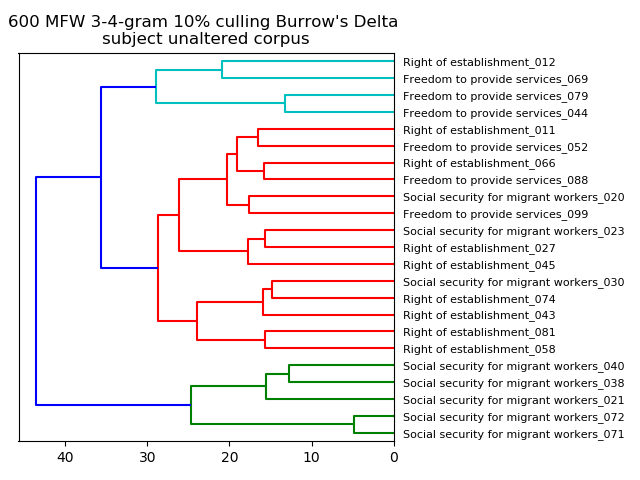 600 MFW 3-4-gram 10% culling Burrow's Delta
subject unaltered corpus
Right of establishment_012
Freedom to provide services_069
Freedom to provide services_079
Freedom to provide services_044
Right of establishment_011
Freedom to provide services_052
Right of establishment_066
Freedom to provide services_088
Social security for migrant workers_020
Freedom to provide services_099
Social security for migrant workers_023
Right of establishment_027
Right of establishment_045
Social security for migrant workers_030
Right of establishment_074
Right of establishment_043
Right of establishment_081
Right of establishment_058
Social security for migrant workers_040
Social security for migrant workers_038
Social security for migrant workers_021
Social security for migrant workers_072
Social security for migrant workers_071
40 30 20 10 0